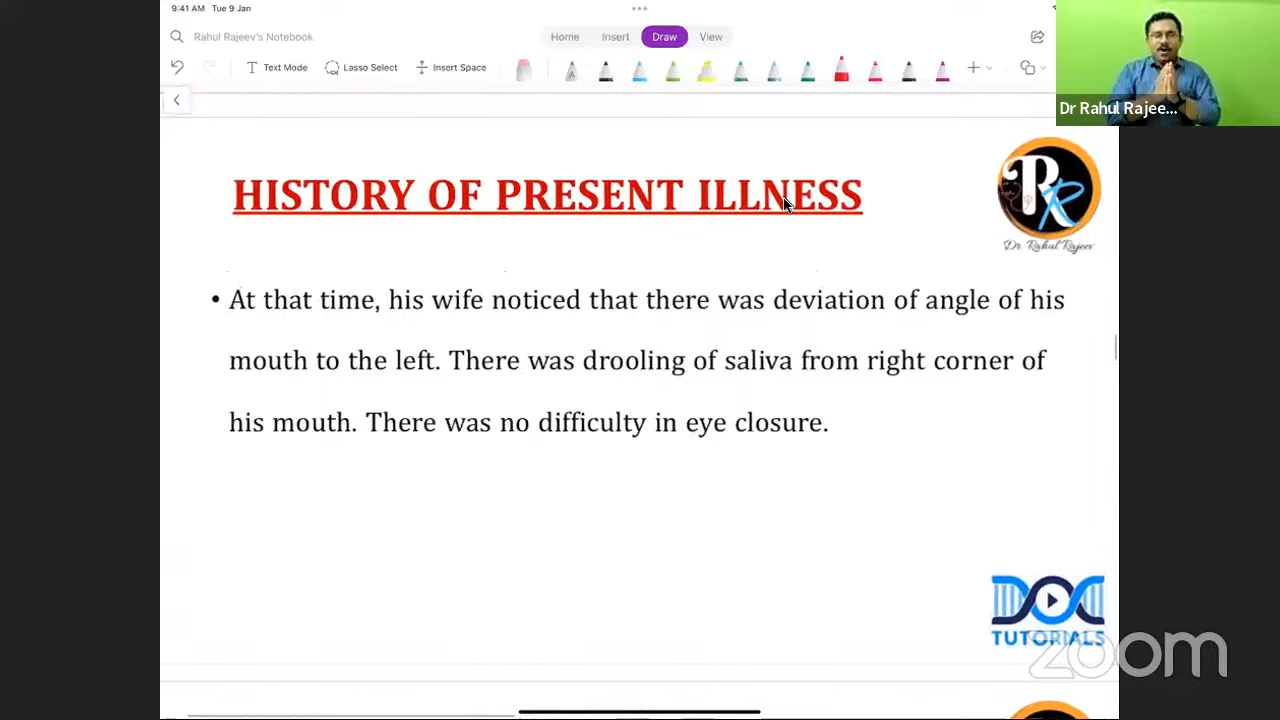 9:41 AM Tue 9 Jan
Rahul Rajeev's Notebook
Home Insert Draw View
Text Mode Lasso Select Insert Space
Dr Rahul Rajee...
HISTORY OF PRESENT ILLNESS
R R
Dr. Rahul Rajeev
• At that time, his wife noticed that there was deviation of angle of his
mouth to the left. There was drooling of saliva from right corner of
his mouth. There was no difficulty in eye closure.
TUTORIALS
zoom